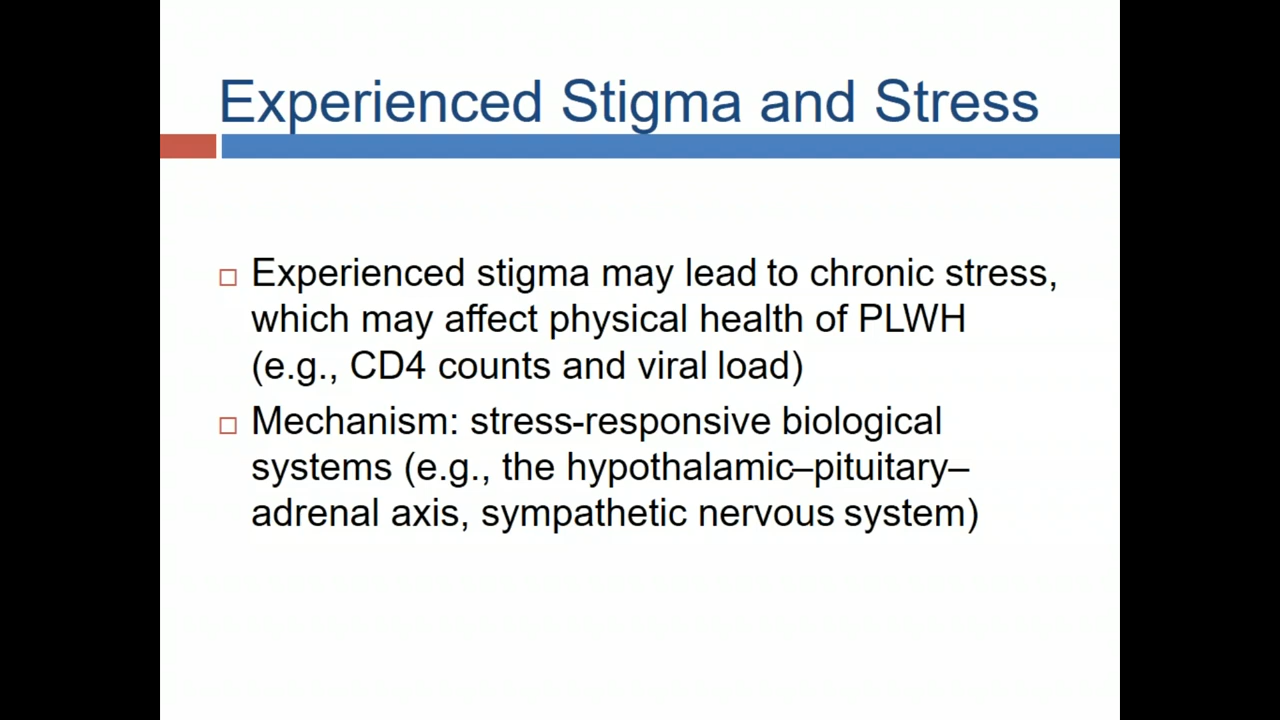 Experienced Stigma and Stress
Experienced stigma may lead to chronic stress,
which may affect physical health of PLWH
(e.g., CD4 counts and viral load)
Mechanism: stress-responsive biological
systems (e.g., the hypothalamic–pituitary–
adrenal axis, sympathetic nervous system)